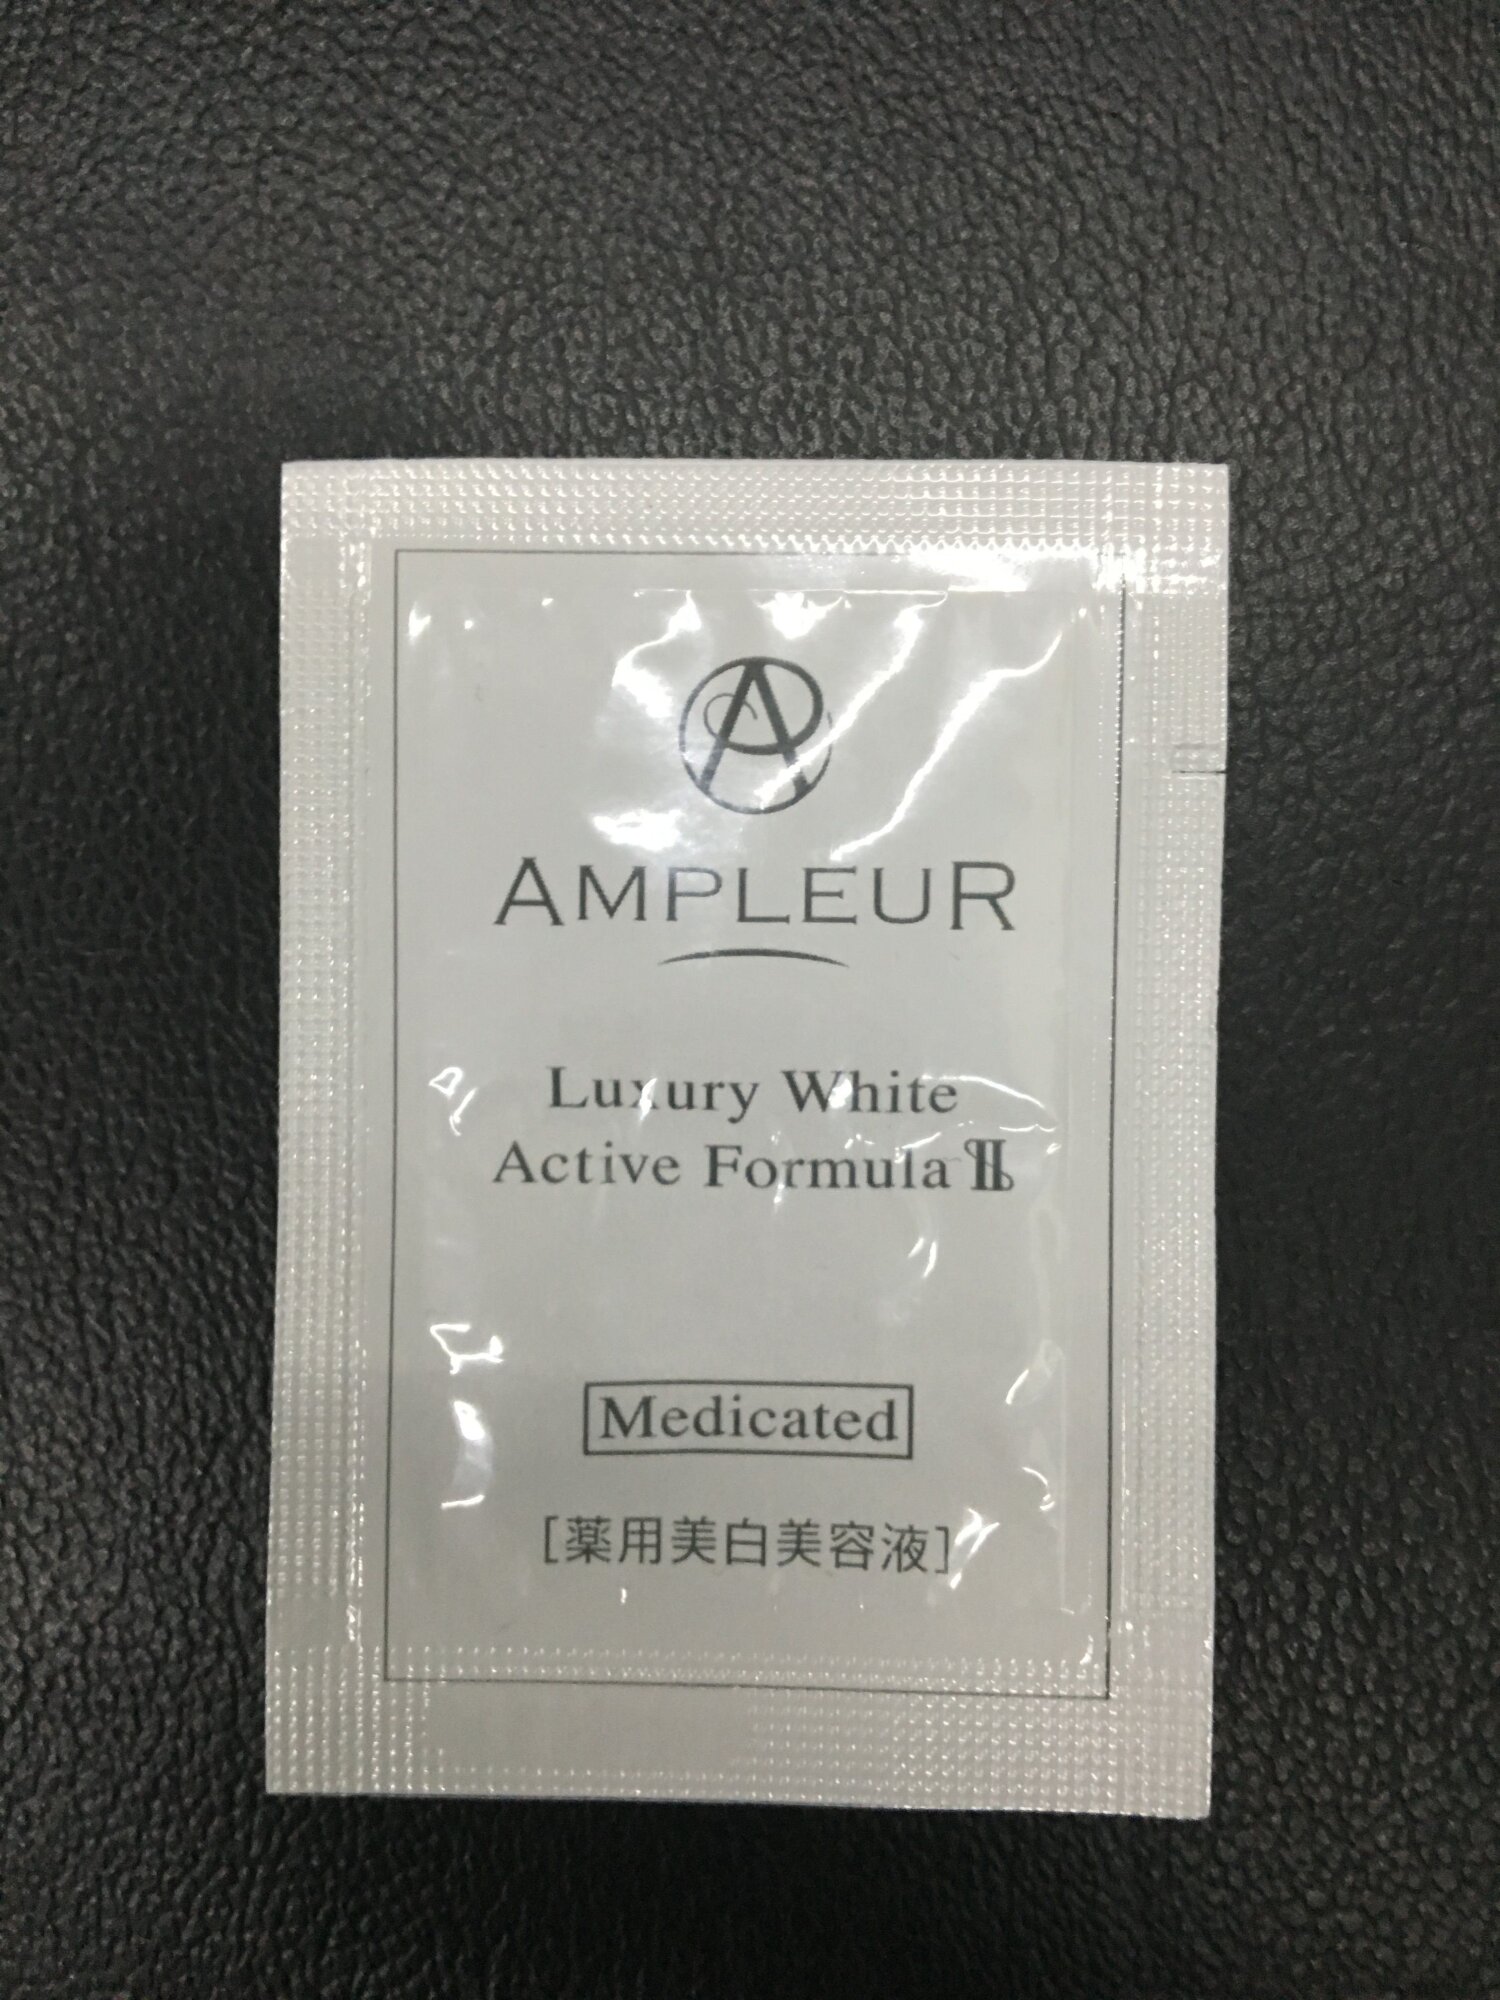 AMPLEUR
Luxury White
Active Formula II
Medicated
[薬用美白美容液]